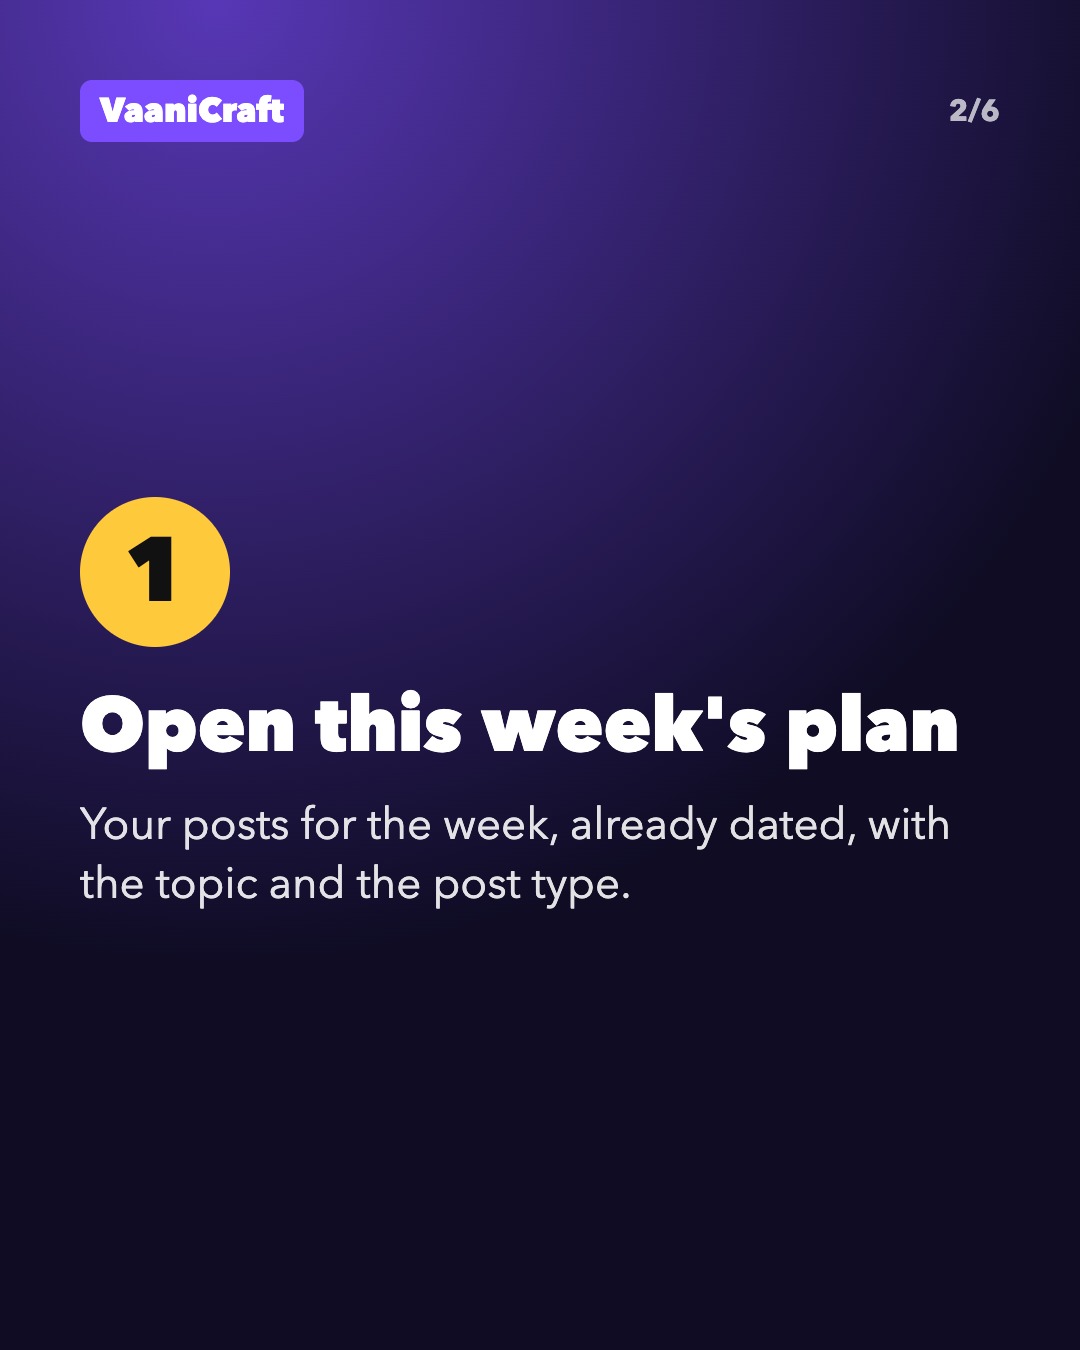 VaaniCraft
2/6
1
Open this week's plan
Your posts for the week, already dated, with
the topic and the post type.